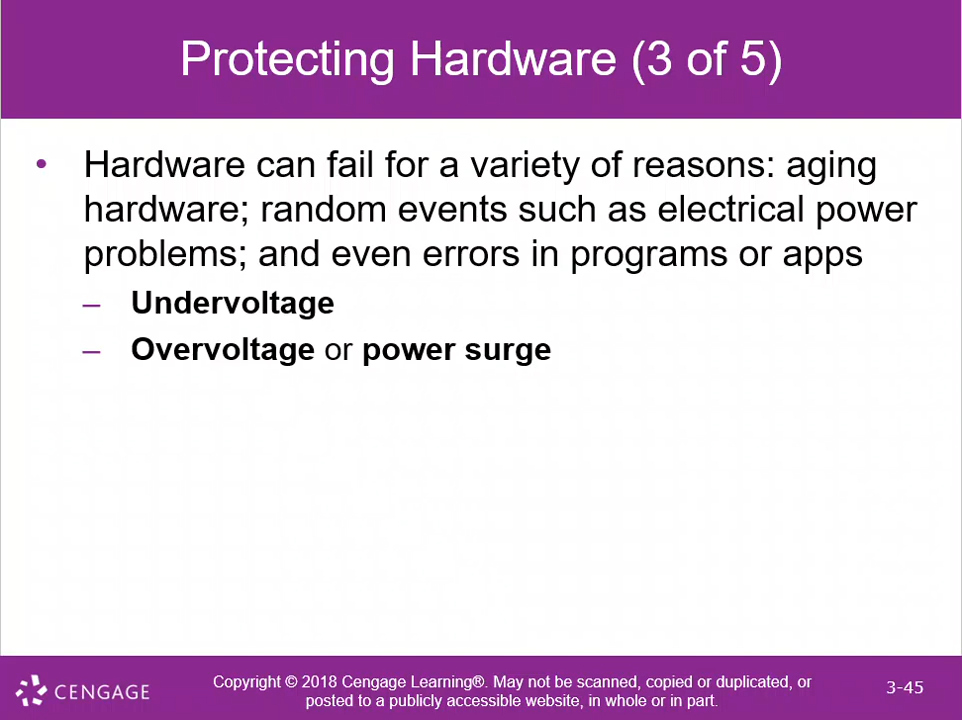 Protecting Hardware (3 of 5)
• Hardware can fail for a variety of reasons: aging
hardware; random events such as electrical power
problems; and even errors in programs or apps
– Undervoltage
– Overvoltage or power surge
CENGAGE
Copyright © 2018 Cengage Learning®. May not be scanned, copied or duplicated, or
posted to a publicly accessible website, in whole or in part.
3-45